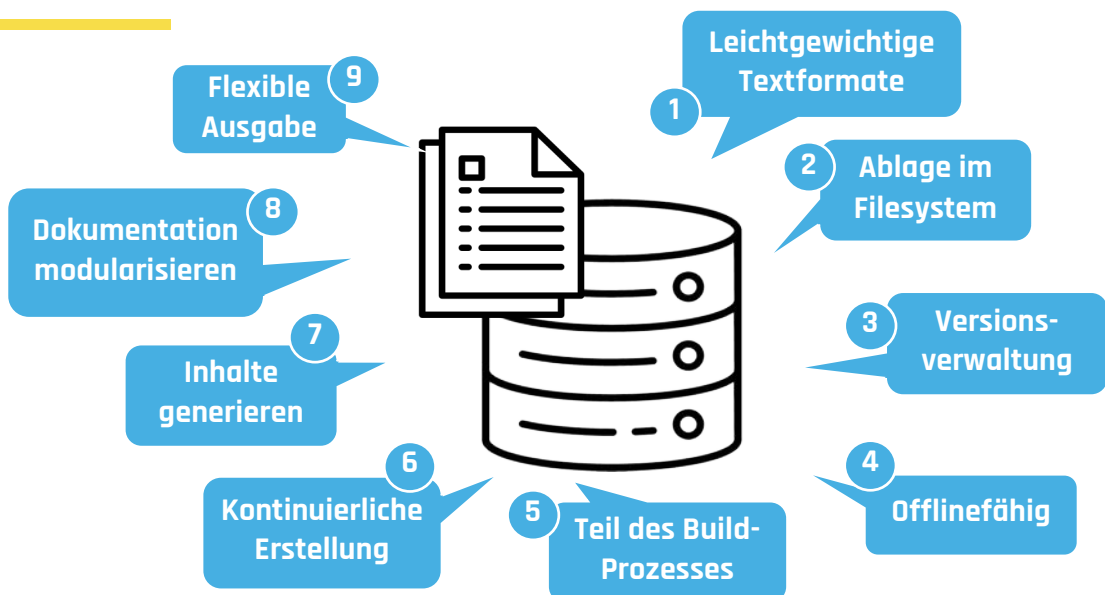 1
Leichtgewichtige
Textformate
2
Ablage im
Filesystem
3
Versions-
verwaltung
4
Offlinefähig
5
Teil des Build-
Prozesses
6
Kontinuierliche
Erstellung
7
Inhalte
generieren
8
Dokumentation
modularisieren
9
Flexible
Ausgabe